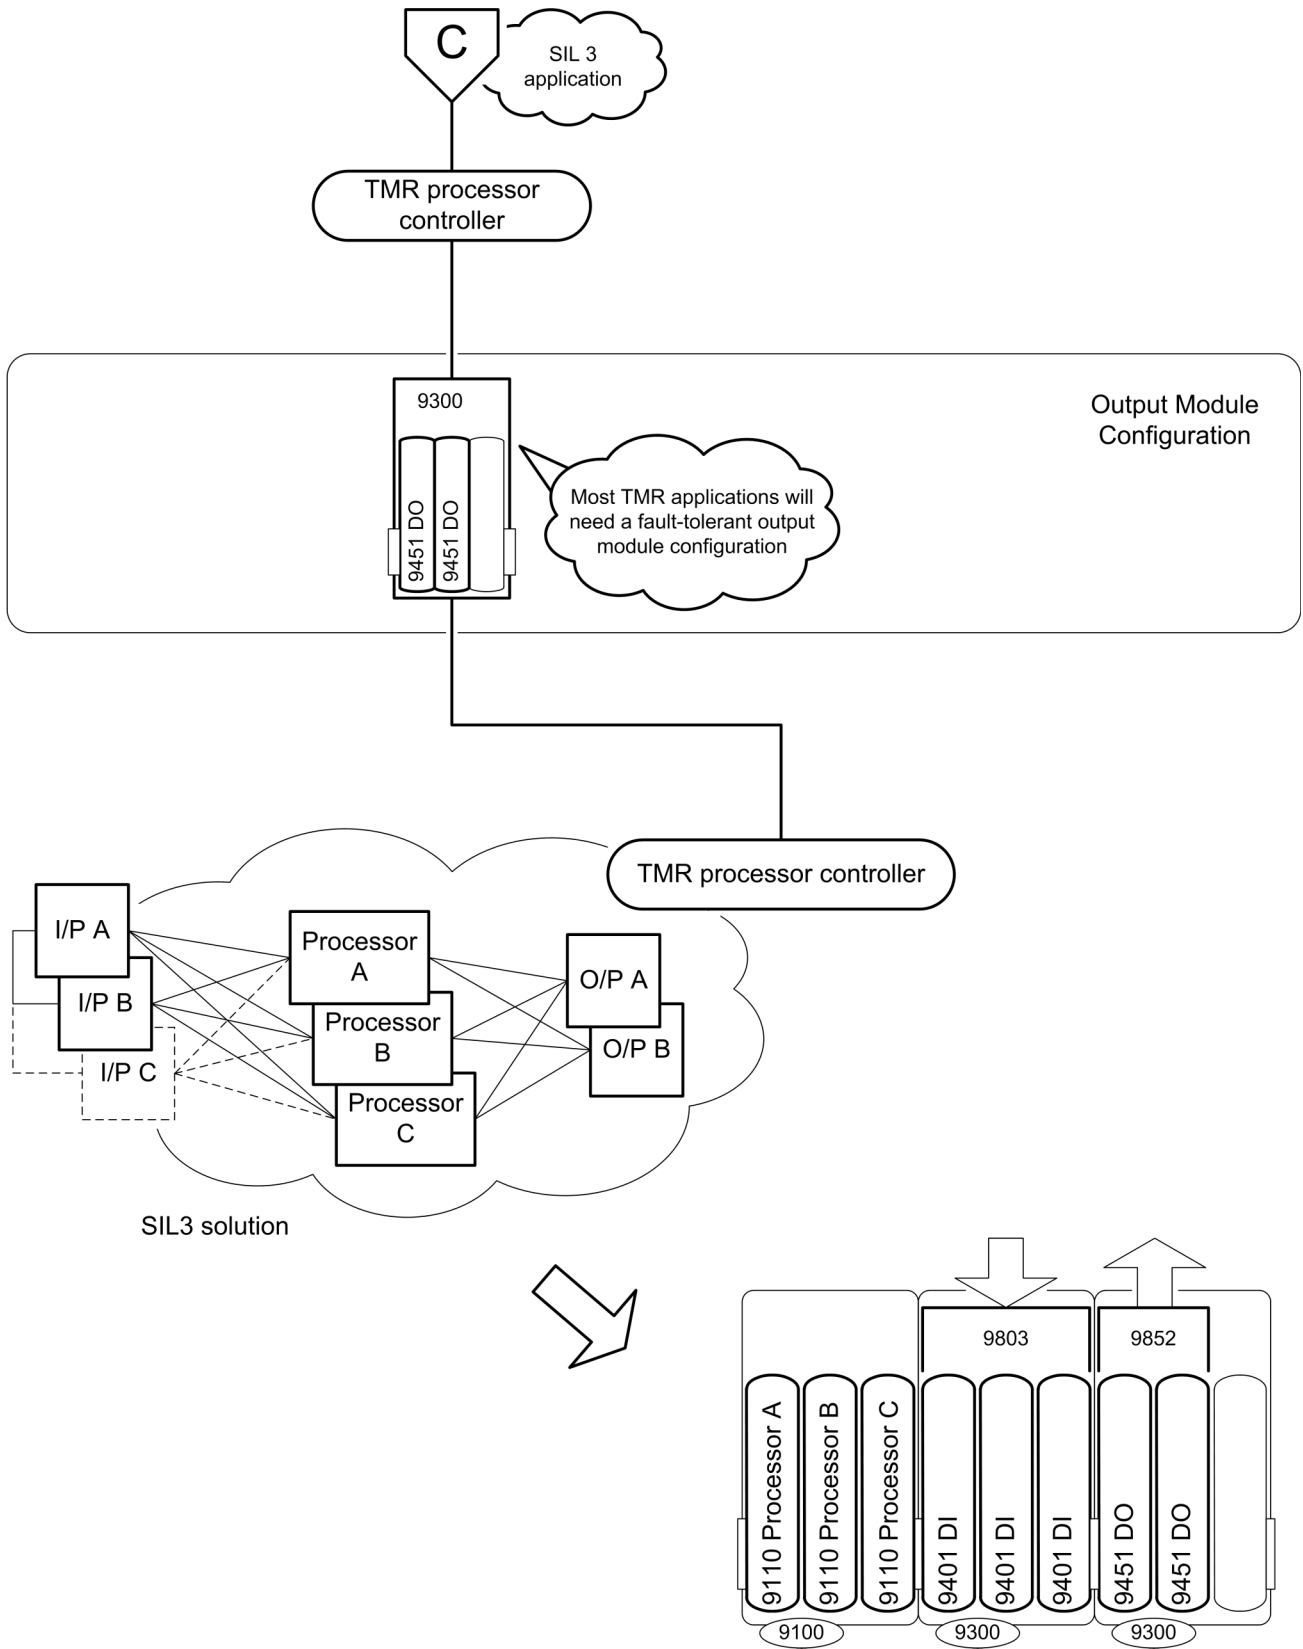 C
SIL 3
application
TMR processor
controller
9300
Output Module
Configuration
9451 DO
9451 DO
Most TMR applications will
need a fault-tolerant output
module configuration
TMR processor controller
I/P A
I/P B
I/P C
Processor
A
Processor
B
Processor
C
O/P A
O/P B
SIL3 solution
9803
9852
9110 Processor A
9110 Processor B
9110 Processor C
9401 DI
9401 DI
9401 DI
9451 DO
9451 DO
9100
9300
9300